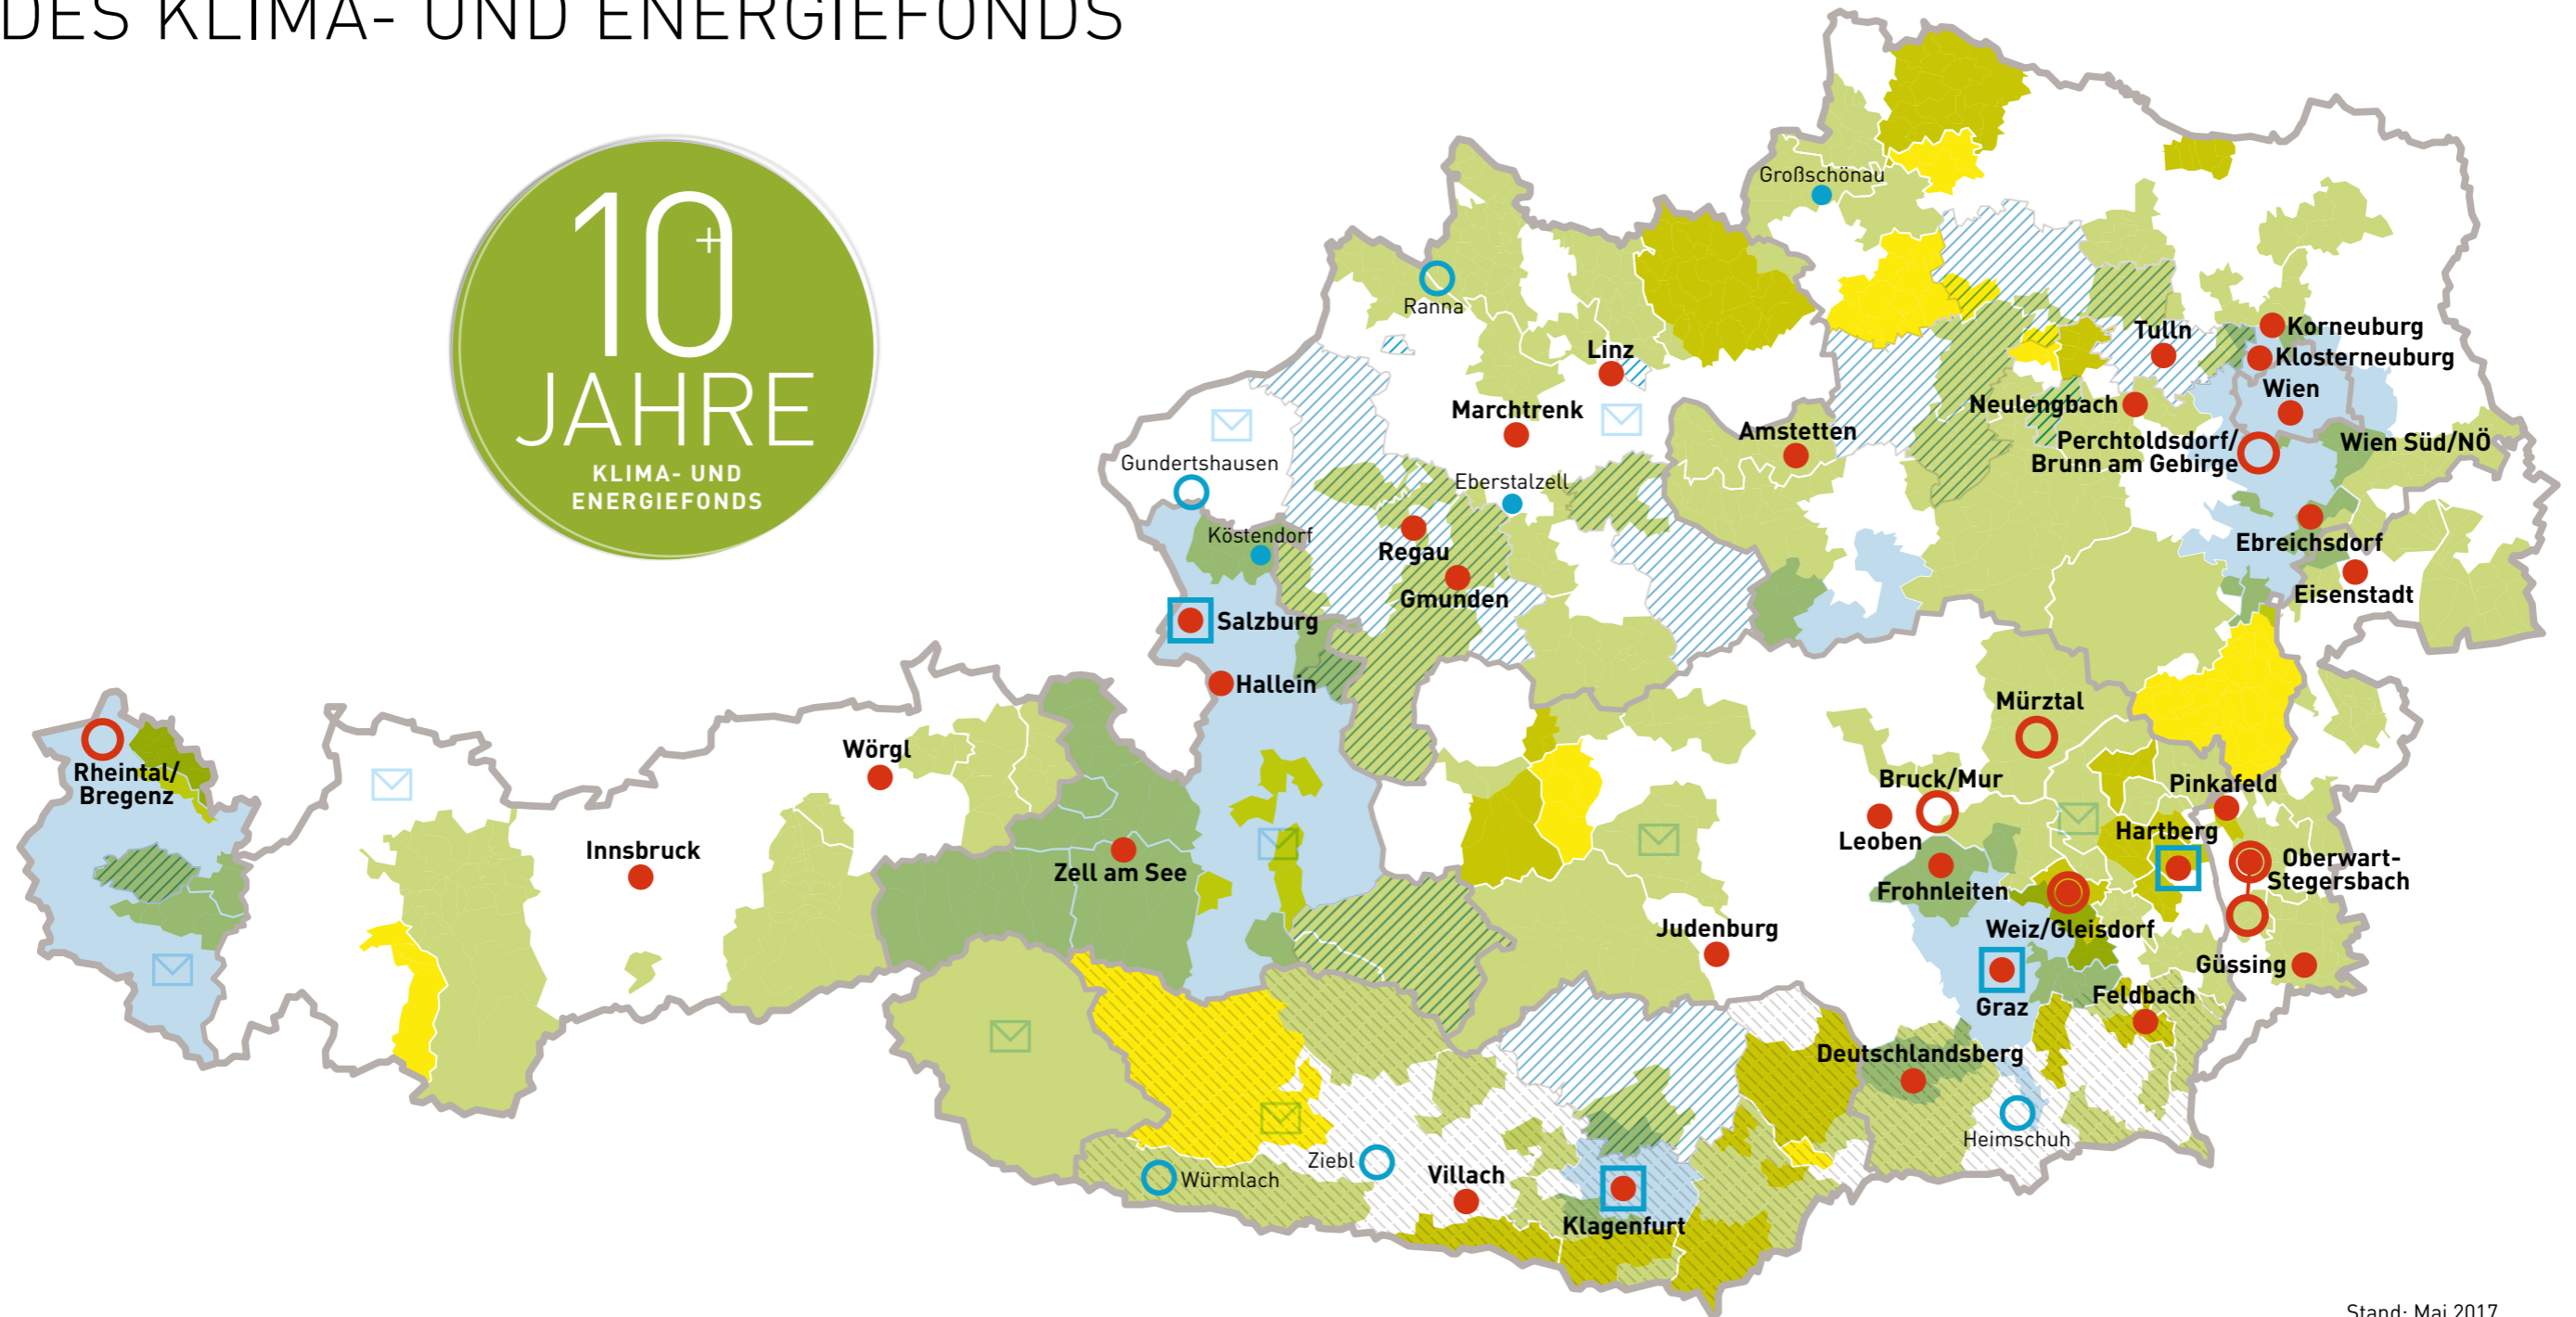 DES KLIMA- UND ENERGIEFONDS
10+
JAHRE
KLIMA- UND
ENERGIEFONDS
Großschönau
Ranna
Linz
Tulln
Korneuburg
Klosterneuburg
Wien
Marchtrenk
Neulengbach
Amstetten
Perchtoldsdorf/
Brunn am Gebirge
Wien Süd/NÖ
Gundertshausen
Eberstalzell
Köstendorf
Regau
Ebreichsdorf
Gmunden
Eisenstadt
Salzburg
Hallein
Mürztal
Wörgl
Rheintal/
Bregenz
Bruck/Mur
Pinkafeld
Hartberg
Leoben
Innsbruck
Zell am See
Oberwart-
Stegersbach
Frohnleiten
Judenburg
Weiz/Gleisdorf
Güssing
Graz
Feldbach
Deutschlandsberg
Heimschuh
Ziebl
Würmlach
Villach
Klagenfurt
Stand: Mai 2017